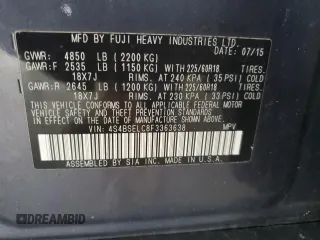 MFD BY FUJI HEAVY INDUSTRIES LTD.
GVWR: 4850 LB (2200 KG) DATE 07/15
GAWR:F 2535 LB (1150 KG) WITH 225/60R18 TIRES,
18X7J RIMS, AT 240 KPA (35 PSI) COLD
GAWR:R 2645 LB (1200 KG) WITH 225/60R18 TIRES,
18X7J RIMS, AT 230 KPA (33 PSI) COLD
THIS VEHICLE CONFORMS TO ALL APPLICABLE FEDERAL
MOTOR VEHICLE SAFETY, BUMPER, AND THEFT PREVENTION
STANDARDS IN EFFECT ON THE DATE OF MANUFACTURE
SHOWN ABOVE.
VIN: 4S4BSELC8F3363638 MPV
ASSEMBLED BY SIA INC. IN U.S.A.
DREAMBID